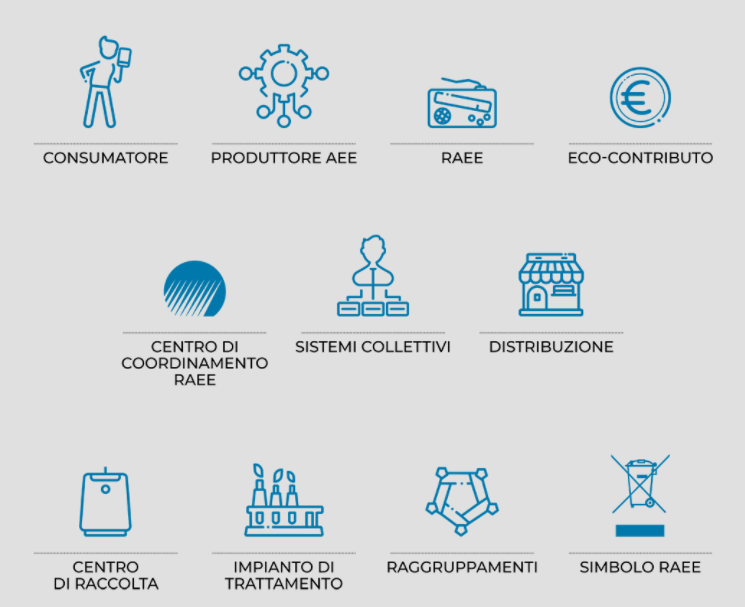 CONSUMATORE
PRODUTTORE AEE
RAEE
ECO-CONTRIBUTO
CENTRO DI
COORDINAMENTO
RAEE
SISTEMI COLLETTIVI
DISTRIBUZIONE
CENTRO
DI RACCOLTA
IMPIANTO DI
TRATTAMENTO
RAGGRUPPAMENTI
SIMBOLO RAEE